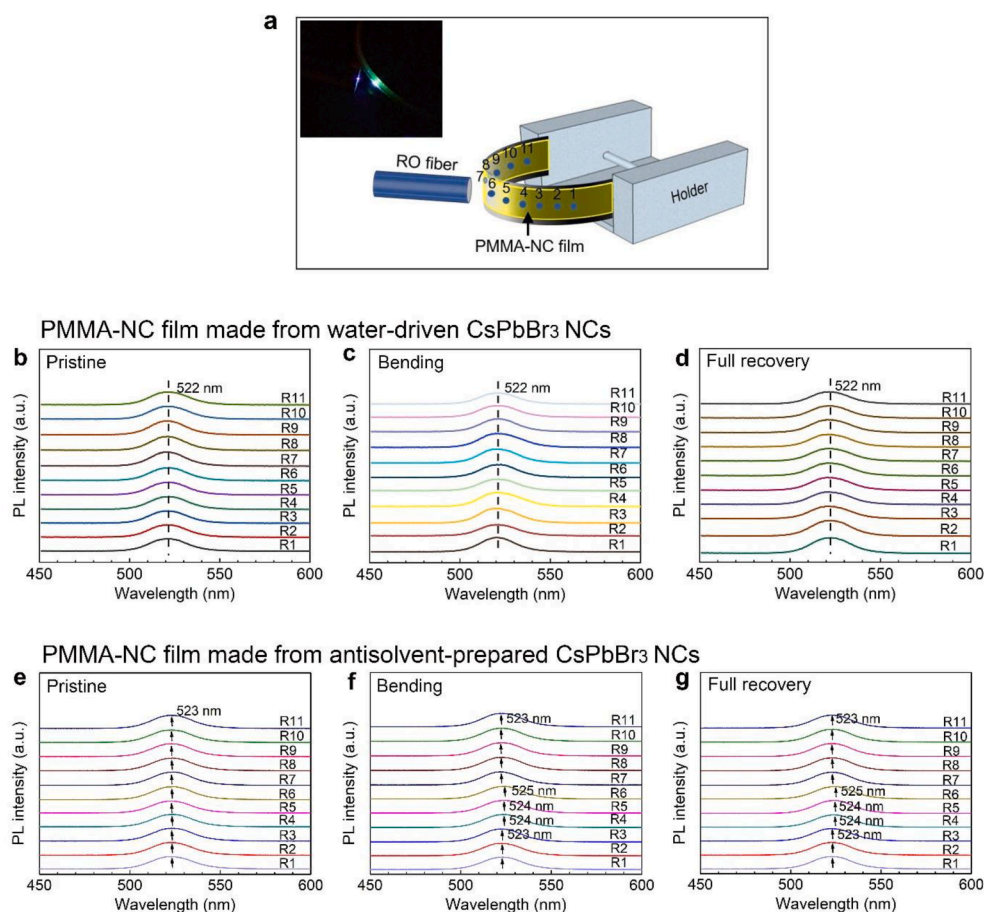 a
RO fiber
1 2 3 4 5 6 7 8 9 10 11
Holder
PMMA-NC film
PMMA-NC film made from water-driven CsPbBr3 NCs
b Pristine
522 nm
R11
R10
R9
R8
R7
R6
R5
R4
R3
R2
R1
PL intensity (a.u.)
450 500 550 600
Wavelength (nm)
c Bending
522 nm
R11
R10
R9
R8
R7
R6
R5
R4
R3
R2
R1
PL intensity (a.u.)
450 500 550 600
Wavelength (nm)
d Full recovery
522 nm
R11
R10
R9
R8
R7
R6
R5
R4
R3
R2
R1
PL intensity (a.u.)
450 500 550 600
Wavelength (nm)
PMMA-NC film made from antisolvent-prepared CsPbBr3 NCs
e Pristine
523 nm
R11
R10
R9
R8
R7
R6
R5
R4
R3
R2
R1
PL intensity (a.u.)
450 500 550 600
Wavelength (nm)
f Bending
523 nm
R11
R10
R9
R8
R7
525 nm R6
524 nm R5
524 nm R4
523 nm R3
R2
R1
PL intensity (a.u.)
450 500 550 600
Wavelength (nm)
g Full recovery
523 nm
R11
R10
R9
R8
R7
525 nm R6
524 nm R5
524 nm R4
523 nm R3
R2
R1
PL intensity (a.u.)
450 500 550 600
Wavelength (nm)